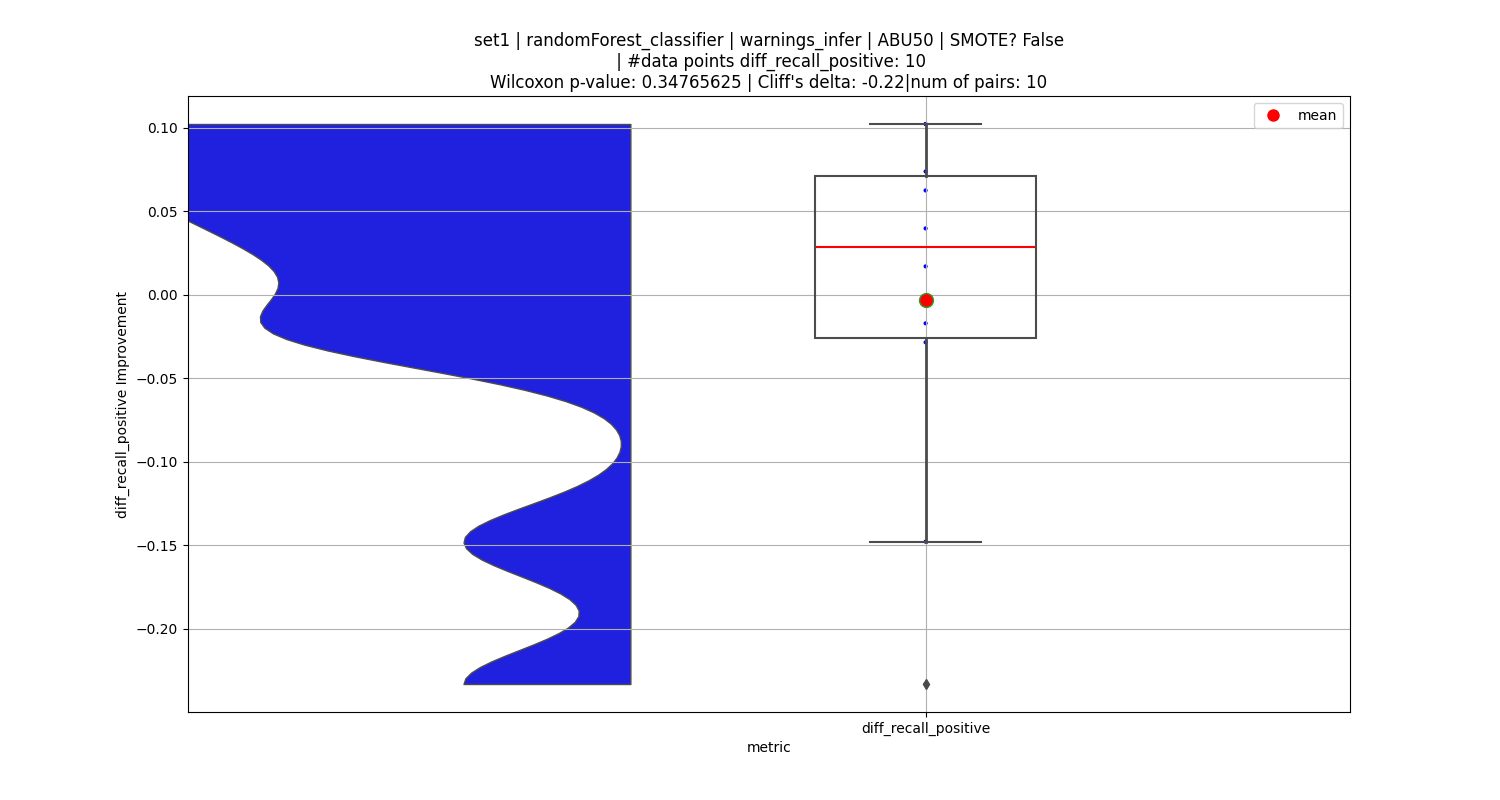 set1 | randomForest_classifier | warnings_infer | ABU50 | SMOTE? False
| #data points diff_recall_positive: 10
Wilcoxon p-value: 0.34765625 | Cliff's delta: -0.22|num of pairs: 10
mean
0.10
0.05
0.00
−0.05
−0.10
−0.15
−0.20
diff_recall_positive Improvement
diff_recall_positive
metric